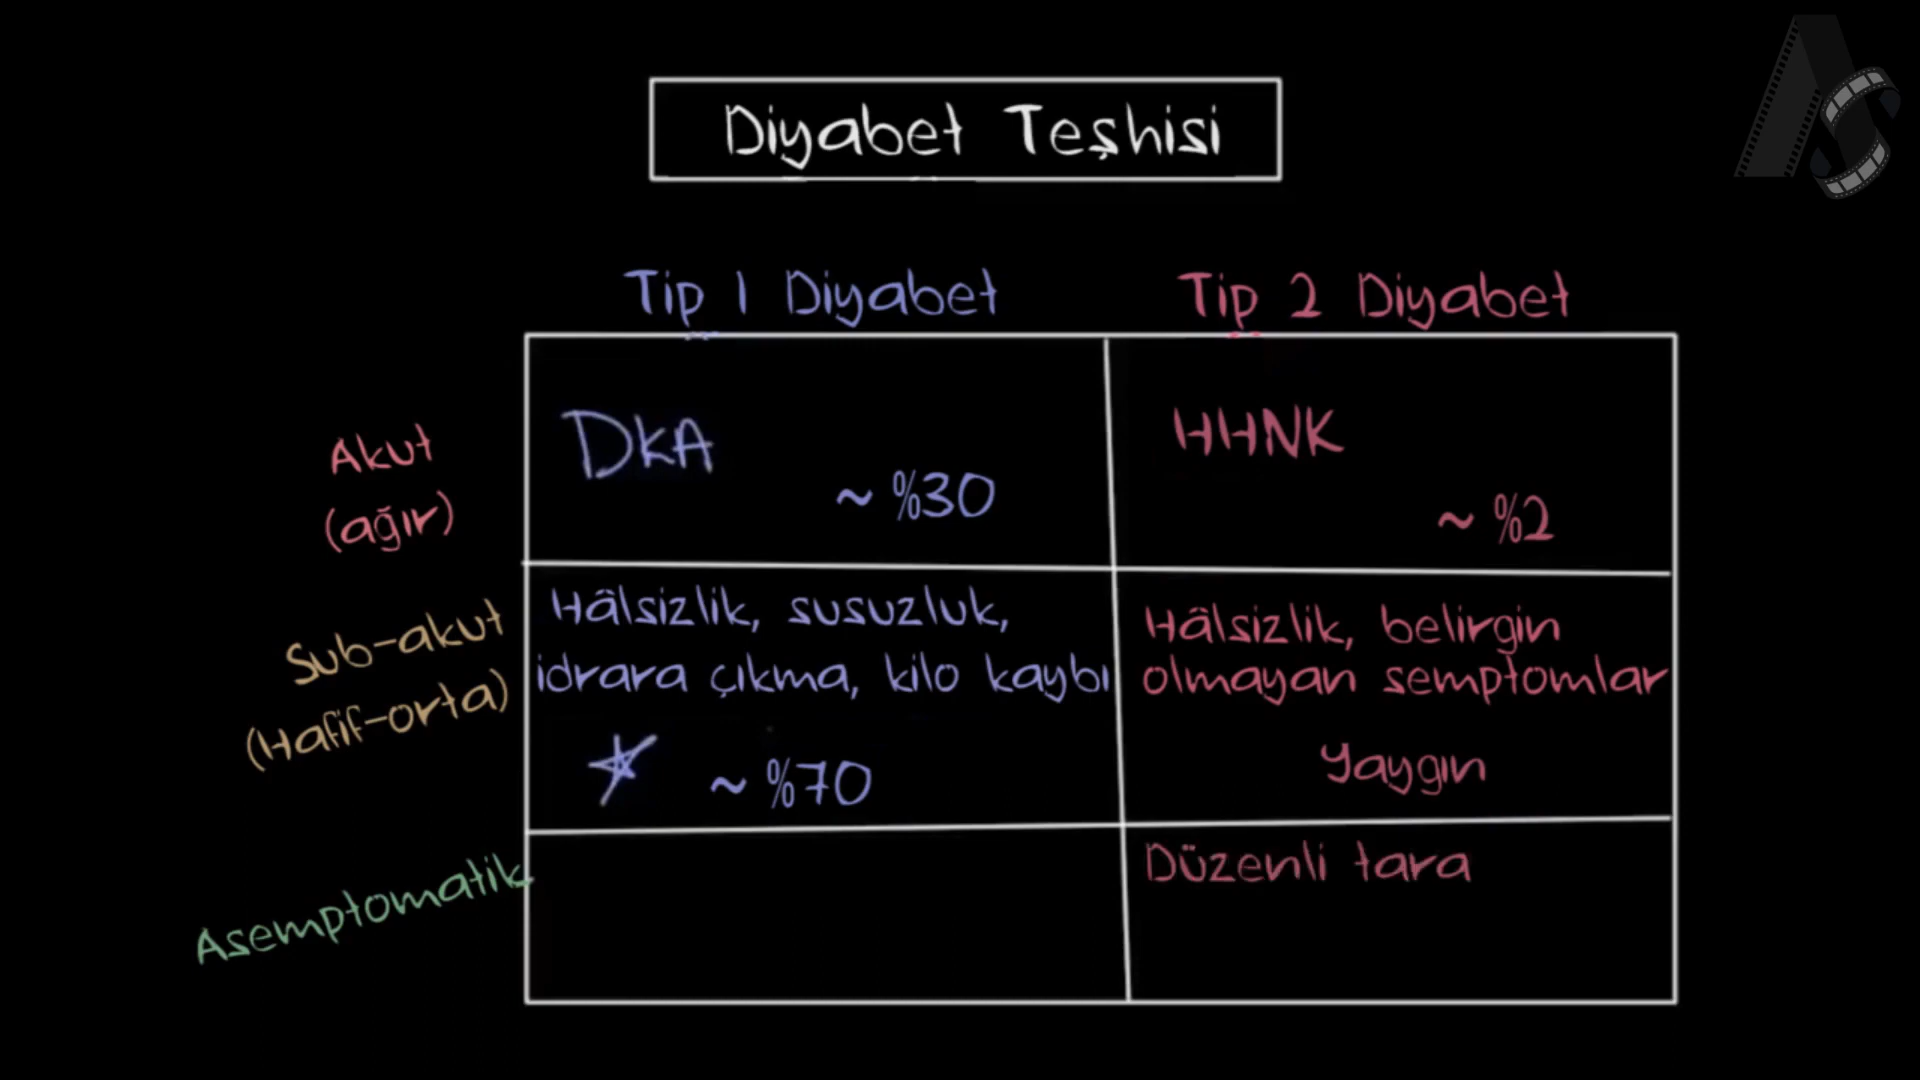 Diyabet Teşhisi
Tip 1 Diyabet
Tip 2 Diyabet
Akut
(ağır)
DKA
~ %30
HHNK
~ %2
Sub-akut
(Hafif-orta)
Hâlsizlik, susuzluk,
idrara çıkma, kilo kaybı
~ %70
Hâlsizlik, belirgin
olmayan semptomlar
Yaygın
Asemptomatik
Düzenli tara